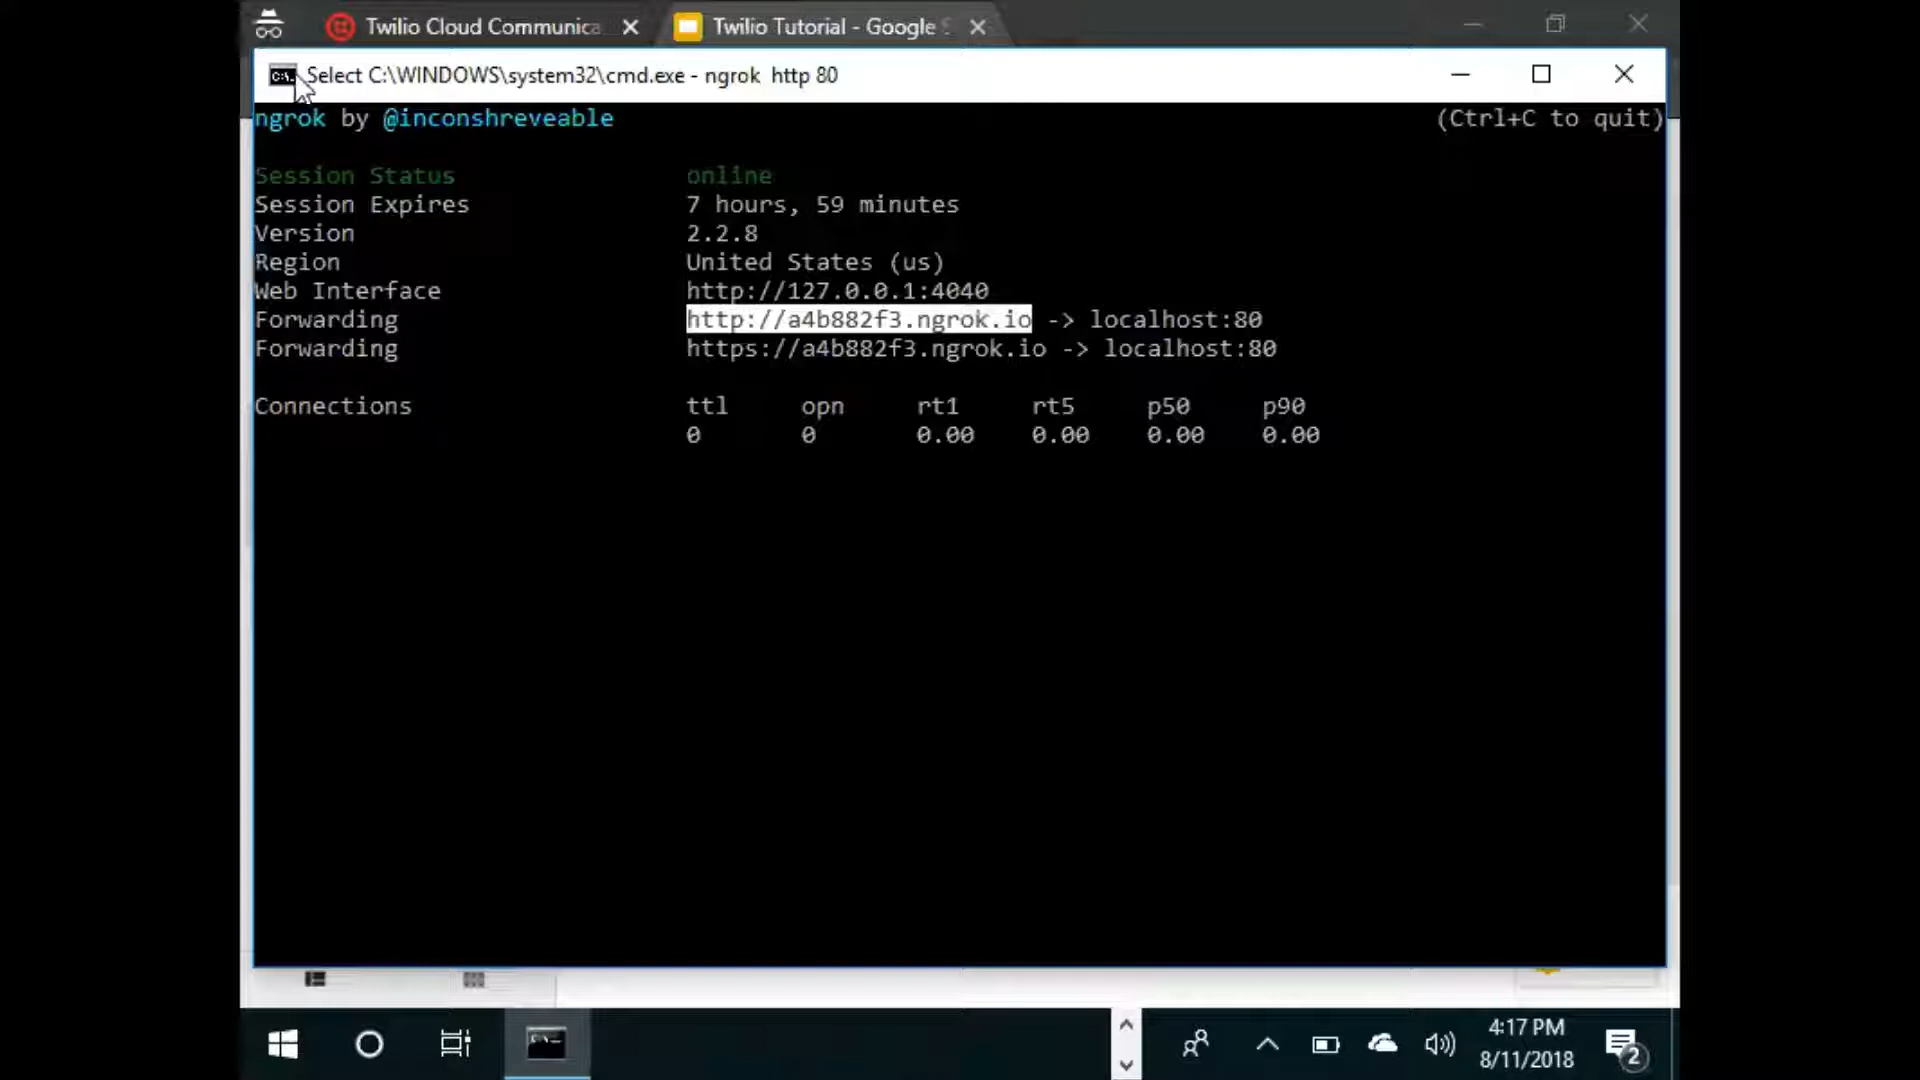 Twilio Cloud Communica
Twilio Tutorial - Google S
Select C:\WINDOWS\system32\cmd.exe - ngrok  http 80
ngrok by @inconshreveable (Ctrl+C to quit)
Session Status online
Session Expires 7 hours, 59 minutes
Version 2.2.8
Region United States (us)
Web Interface http://127.0.0.1:4040
Forwarding http://a4b882f3.ngrok.io -> localhost:80
Forwarding https://a4b882f3.ngrok.io -> localhost:80
Connections ttl opn rt1 rt5 p50 p90
0 0 0.00 0.00 0.00 0.00
4:17 PM
8/11/2018
2